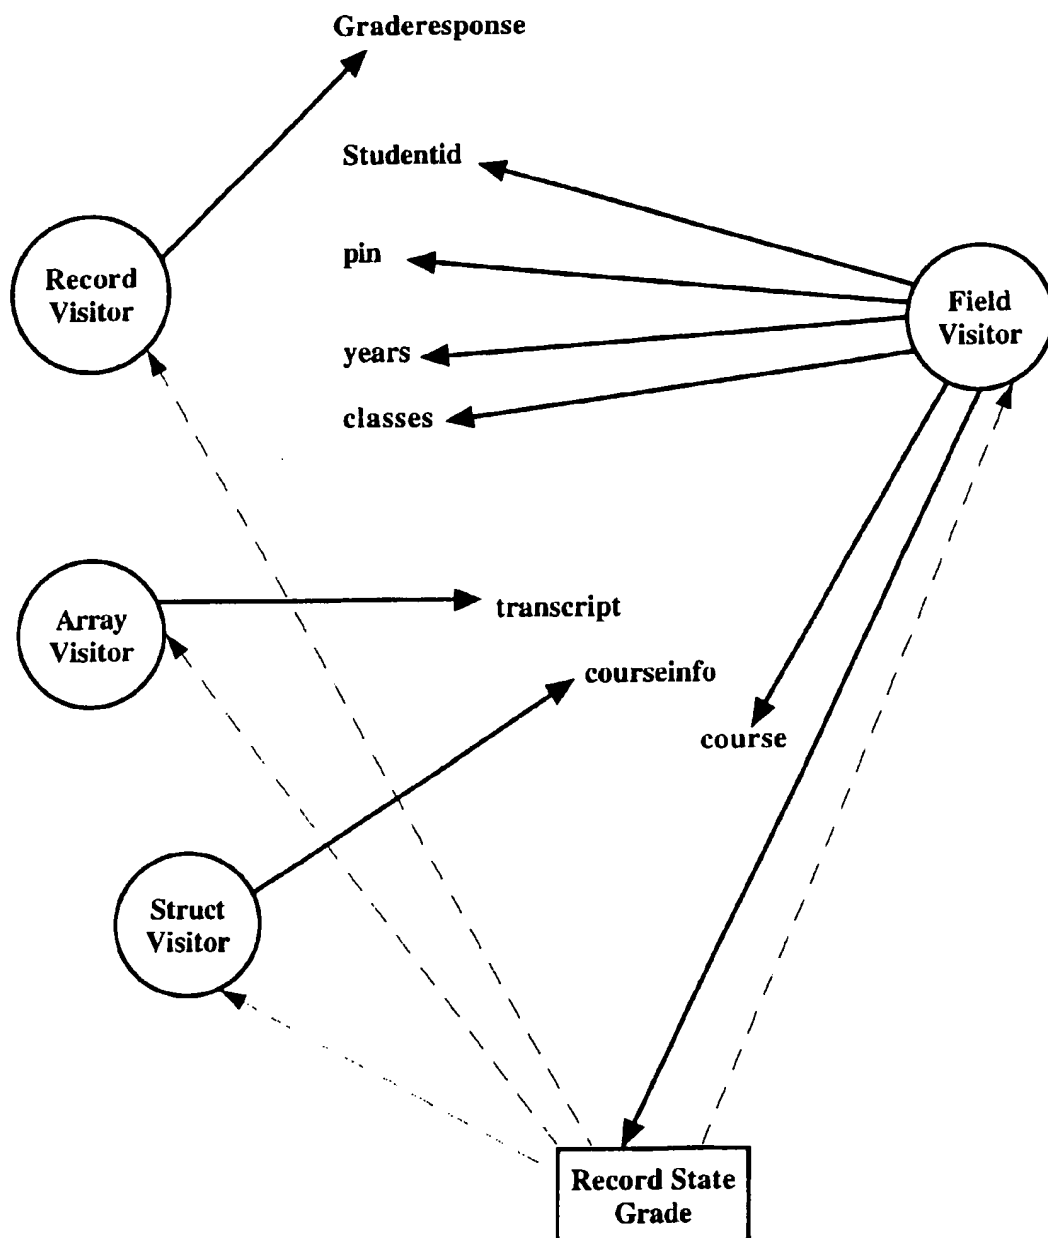 Graderesponse
Studentid
pin
Record
Visitor
Field
Visitor
years
classes
Array
Visitor
transcript
courseinfo
course
Struct
Visitor
Record State
Grade